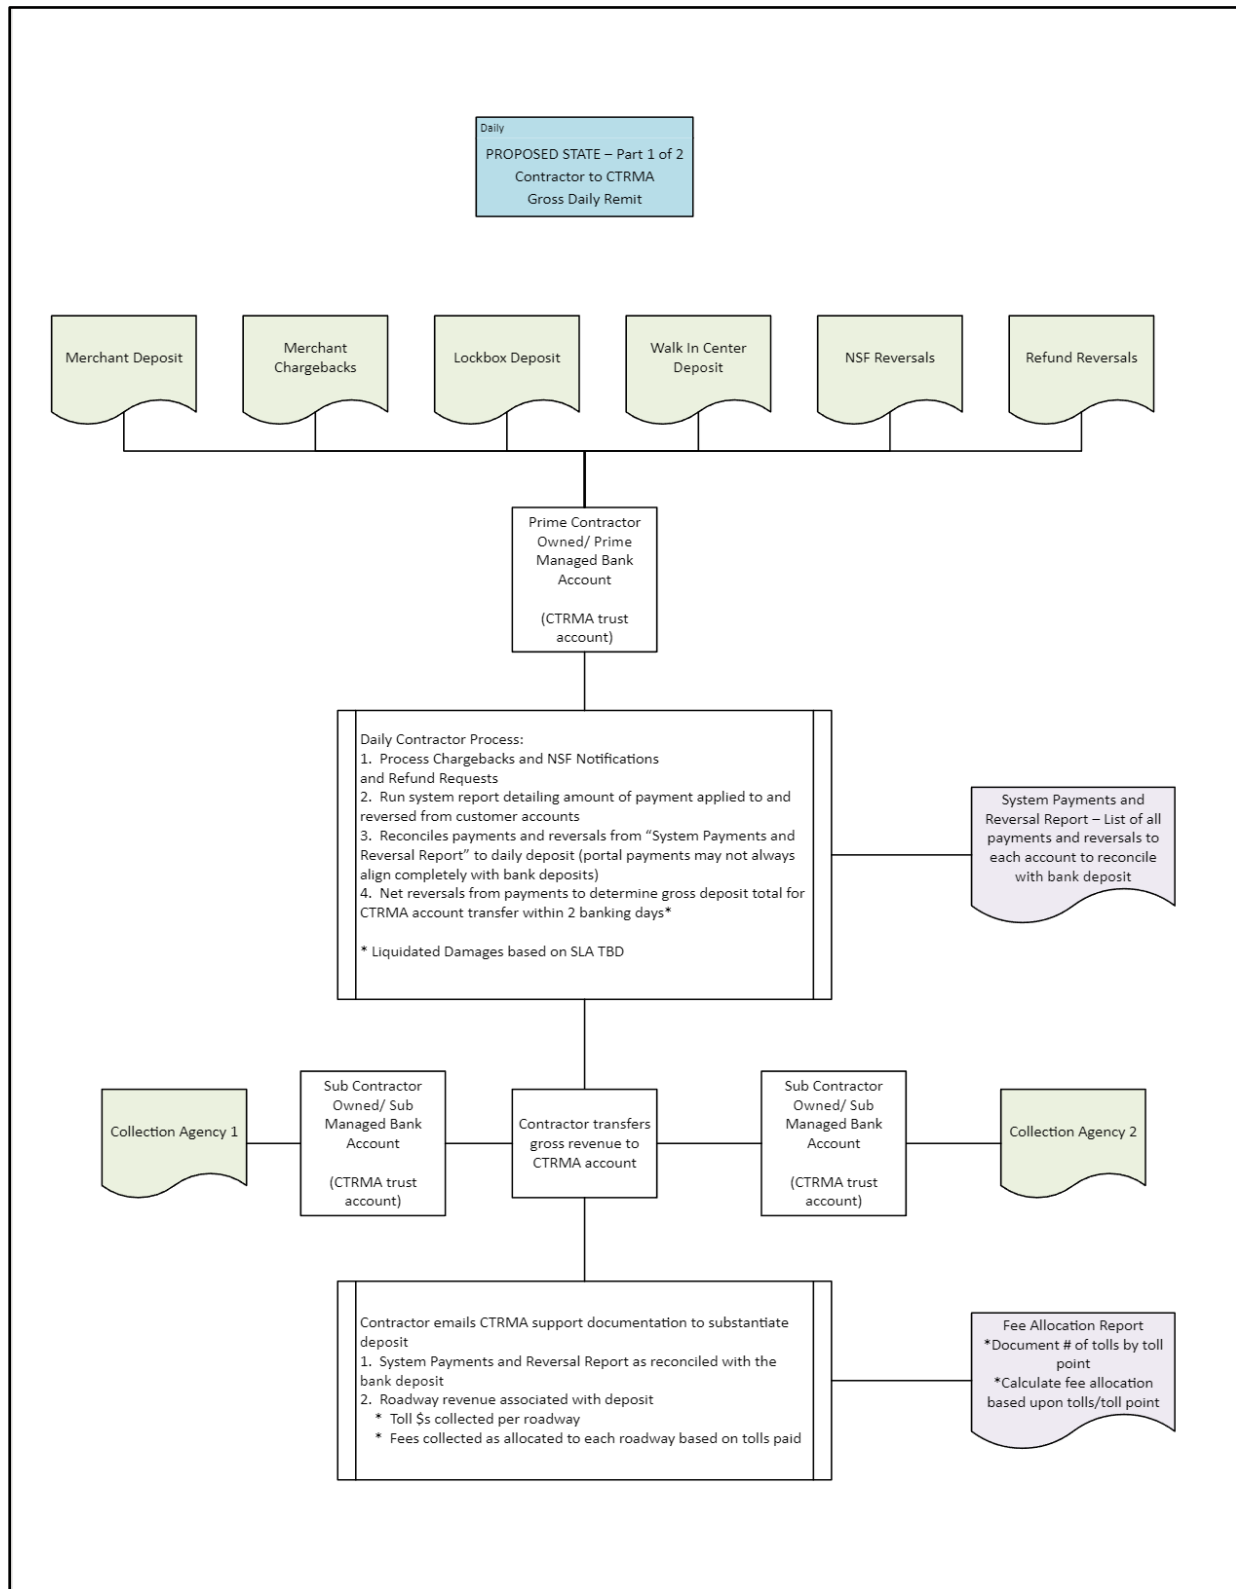 Daily
PROPOSED STATE – Part 1 of 2
Contractor to CTRMA
Gross Daily Remit
Merchant Deposit
Merchant
Chargebacks
Lockbox Deposit
Walk In Center
Deposit
NSF Reversals
Refund Reversals
Prime Contractor
Owned/ Prime
Managed Bank
Account
(CTRMA trust
account)
Daily Contractor Process:
1. Process Chargebacks and NSF Notifications
and Refund Requests
2. Run system report detailing amount of payment applied to and
reversed from customer accounts
3. Reconciles payments and reversals from “System Payments and
Reversal Report” to daily deposit (portal payments may not always
align completely with bank deposits)
4. Net reversals from payments to determine gross deposit total for
CTRMA account transfer within 2 banking days*
* Liquidated Damages based on SLA TBD
System Payments and
Reversal Report – List of all
payments and reversals to
each account to reconcile
with bank deposit
Collection Agency 1
Sub Contractor
Owned/ Sub
Managed Bank
Account
(CTRMA trust
account)
Contractor transfers
gross revenue to
CTRMA account
Sub Contractor
Owned/ Sub
Managed Bank
Account
(CTRMA trust
account)
Collection Agency 2
Contractor emails CTRMA support documentation to substantiate
deposit
1. System Payments and Reversal Report as reconciled with the
bank deposit
2. Roadway revenue associated with deposit
* Toll $s collected per roadway
* Fees collected as allocated to each roadway based on tolls paid
Fee Allocation Report
*Document # of tolls by toll
point
*Calculate fee allocation
based upon tolls/toll point